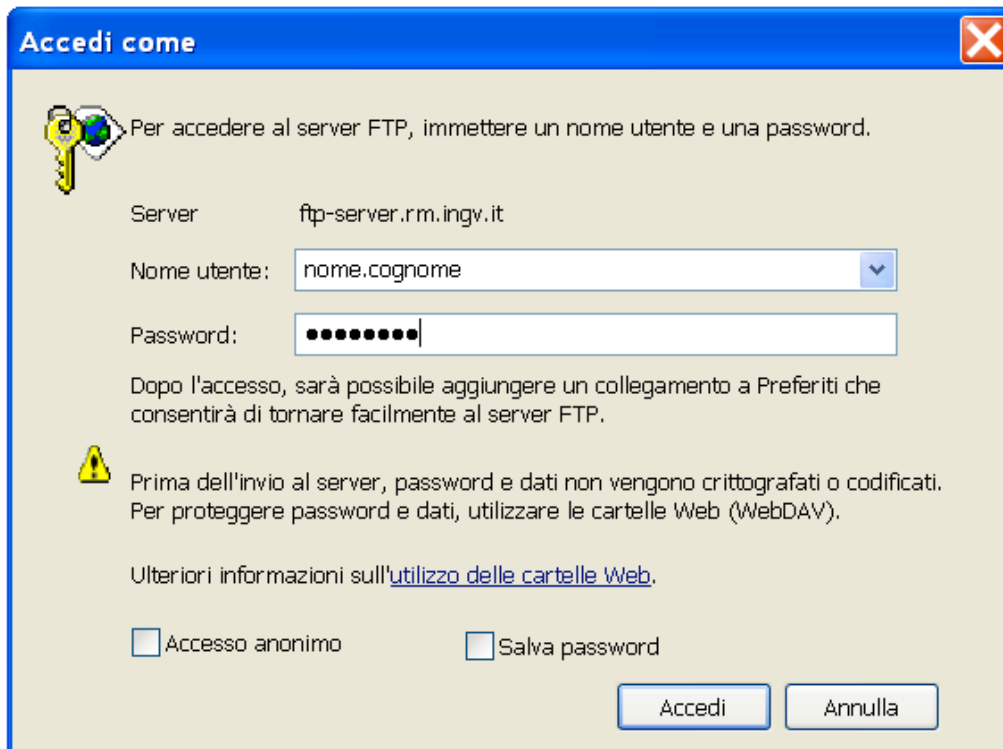 Accedi come
Per accedere al server FTP, immettere un nome utente e una password.
Server ftp-server.rm.ingv.it
Nome utente: nome.cognome
Password: ●●●●●●●●
Dopo l'accesso, sarà possibile aggiungere un collegamento a Preferiti che
consentirà di tornare facilmente al server FTP.
Prima dell'invio al server, password e dati non vengono crittografati o codificati.
Per proteggere password e dati, utilizzare le cartelle Web (WebDAV).
Ulteriori informazioni sull'utilizzo delle cartelle Web.
Accesso anonimo Salva password
Accedi Annulla